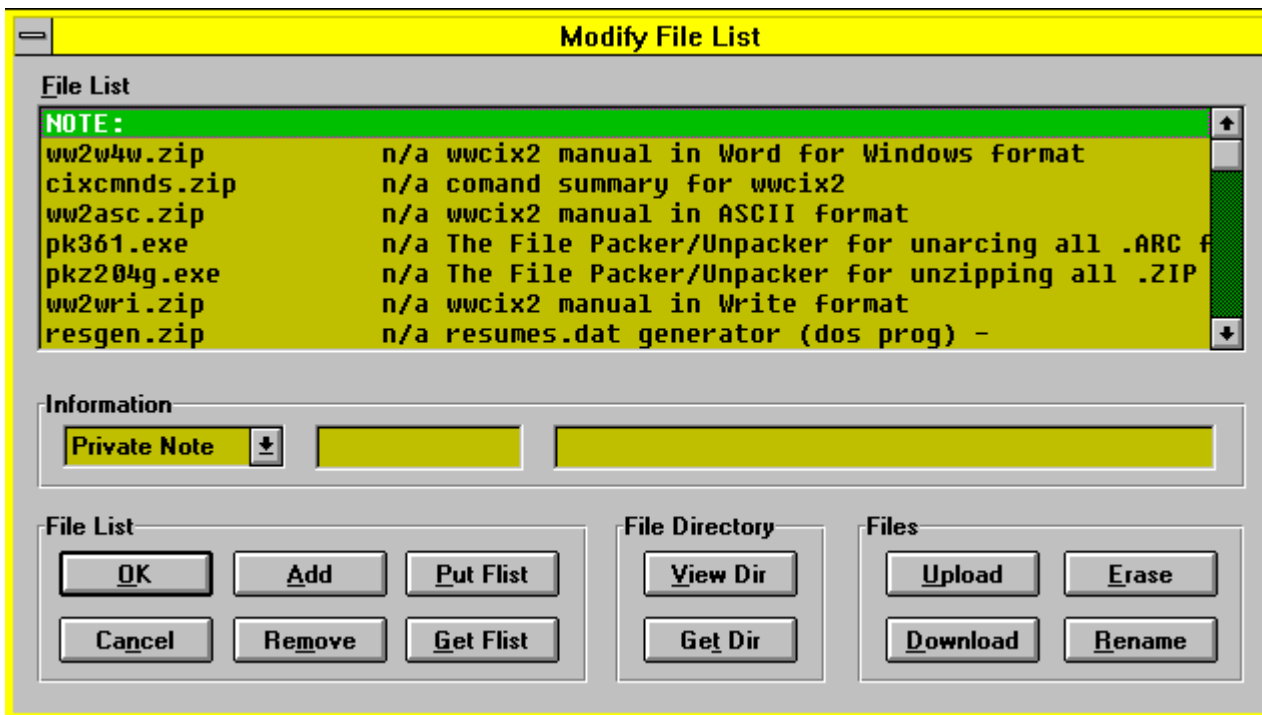 Modify File List
File List
NOTE:
ww2w4w.zip n/a wwcix2 manual in Word for Windows format
cixcmnds.zip n/a comand summary for wwcix2
ww2asc.zip n/a wwcix2 manual in ASCII format
pk361.exe n/a The File Packer/Unpacker for unarcing all .ARC f
pkz204g.exe n/a The File Packer/Unpacker for unzipping all .ZIP
ww2wri.zip n/a wwcix2 manual in Write format
resgen.zip n/a resumes.dat generator (dos prog) -
Information
Private Note
File List File Directory Files
OK Add Put Flist View Dir Upload Erase
Cancel Remove Get Flist Get Dir Download Rename